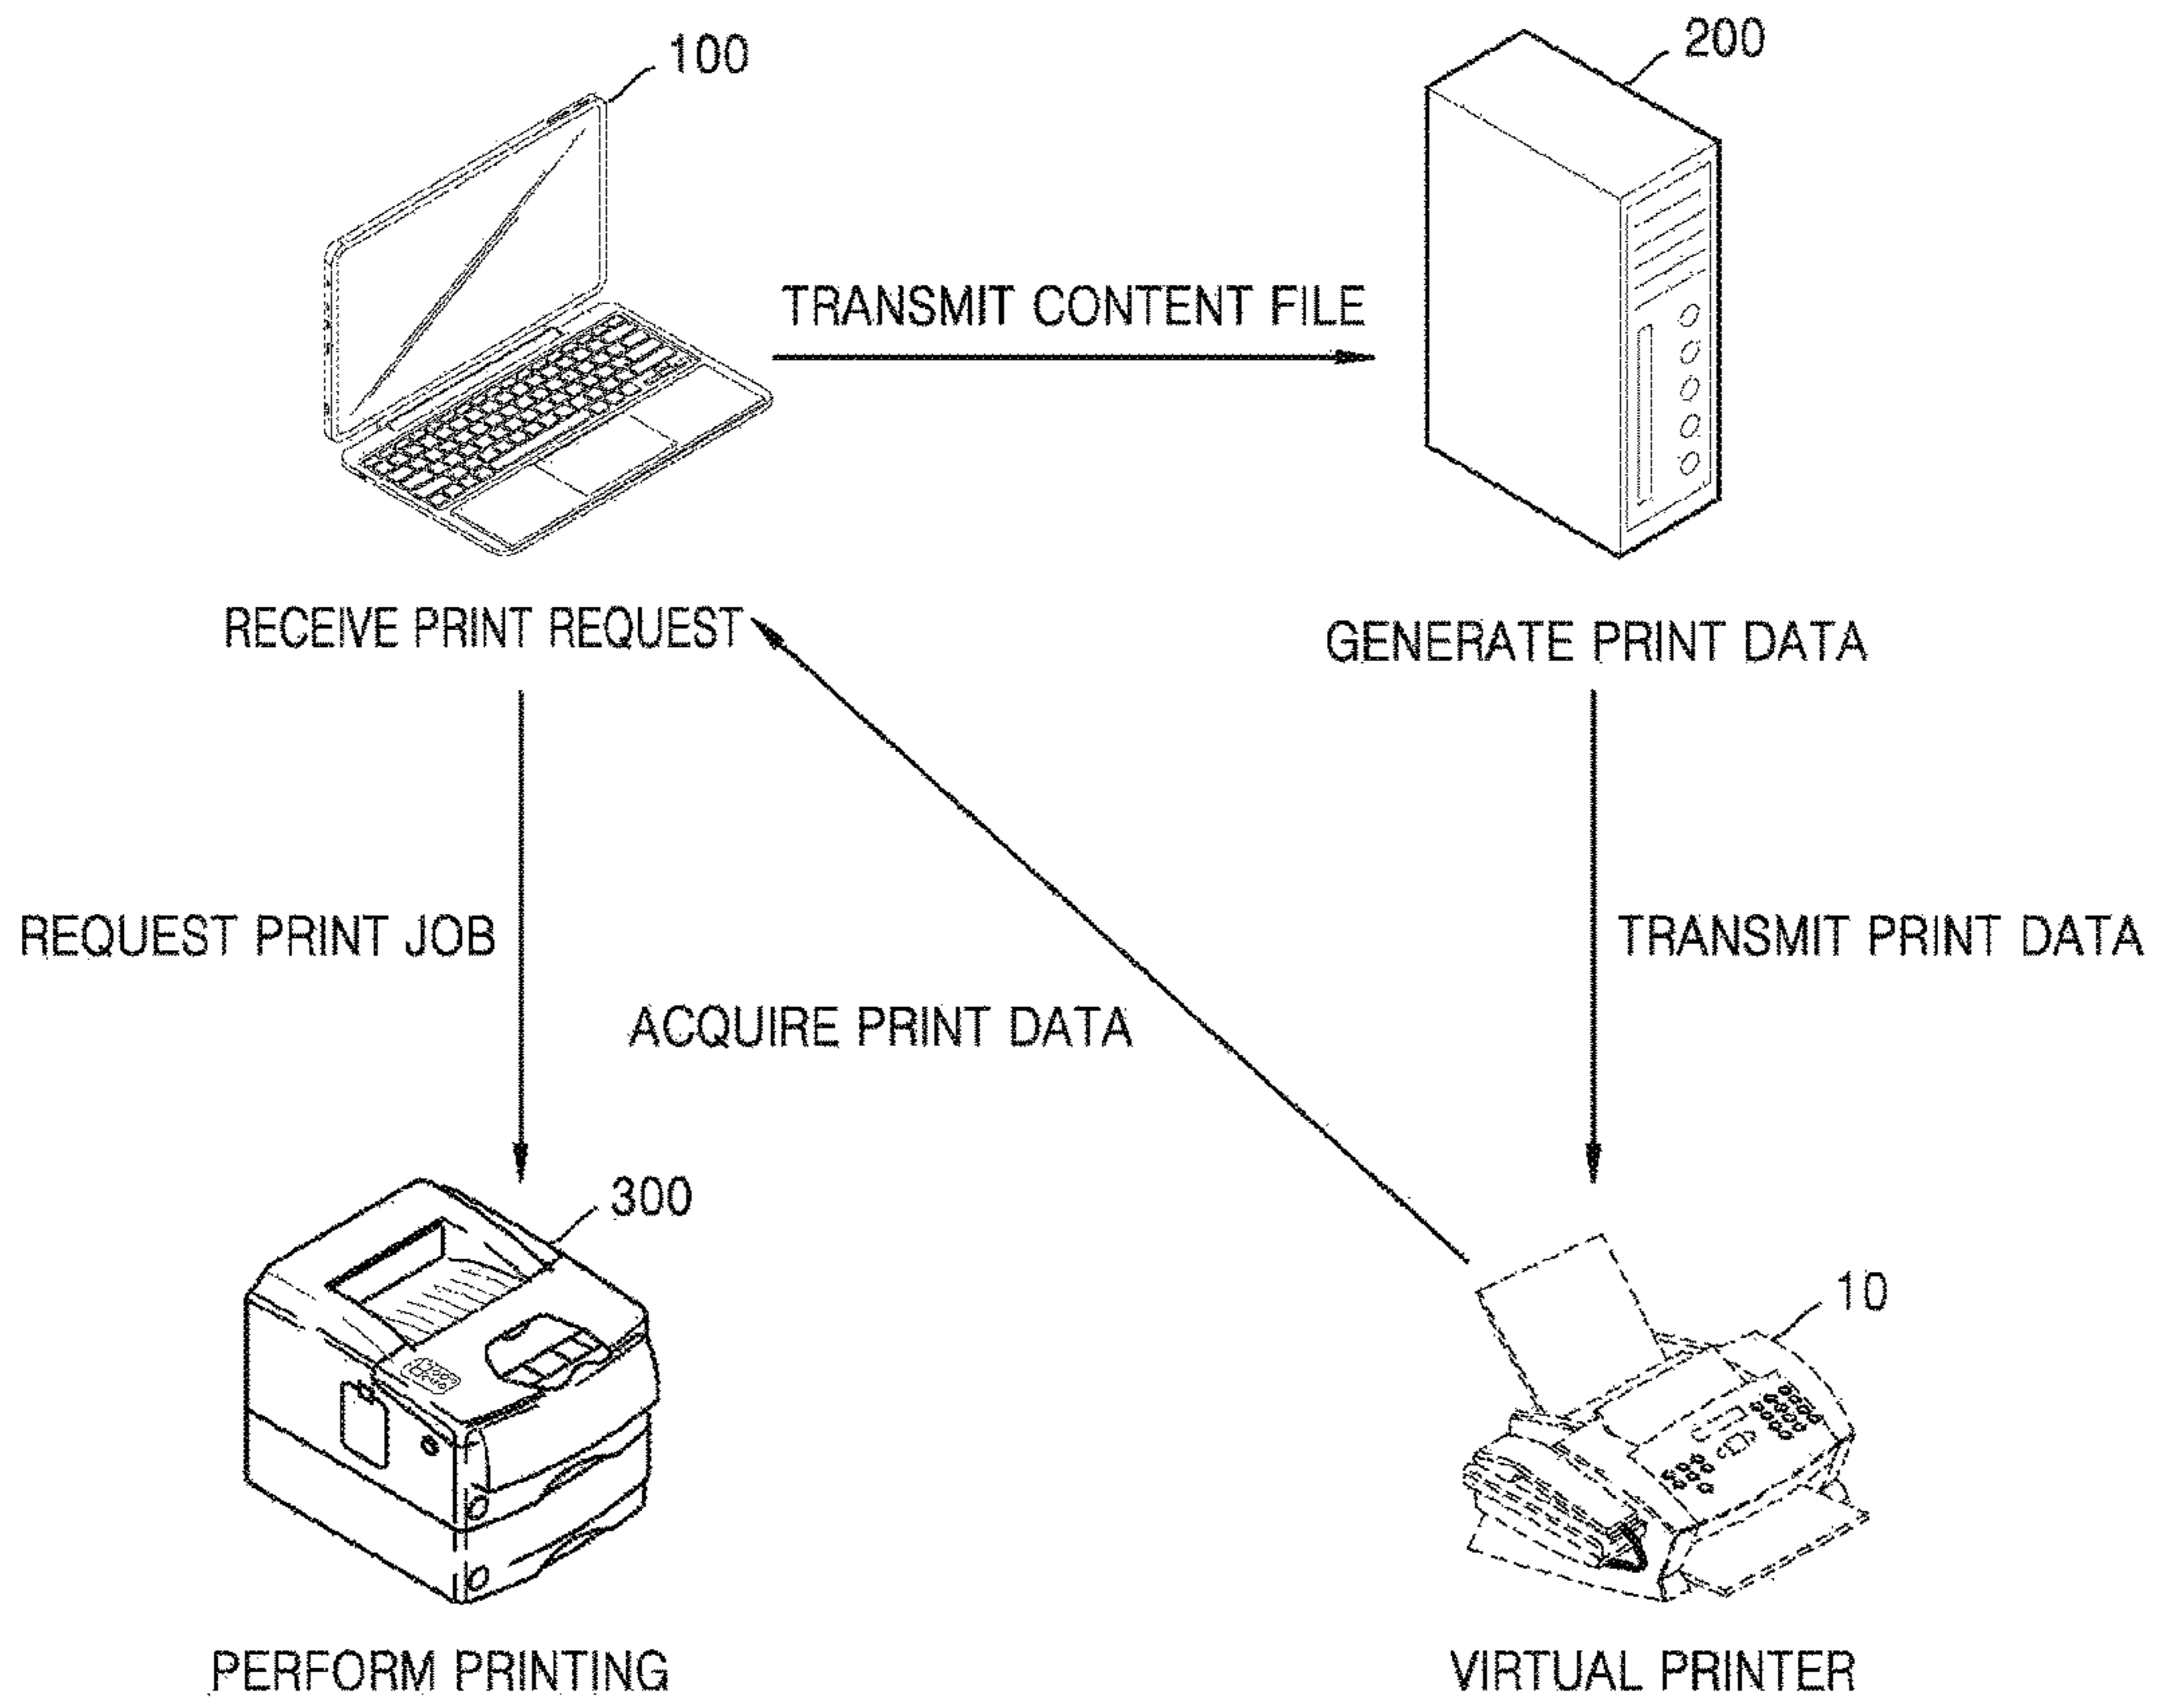 100
200
TRANSMIT CONTENT FILE
RECEIVE PRINT REQUEST
GENERATE PRINT DATA
REQUEST PRINT JOB
TRANSMIT PRINT DATA
ACQUIRE PRINT DATA
300
10
PERFORM PRINTING
VIRTUAL PRINTER